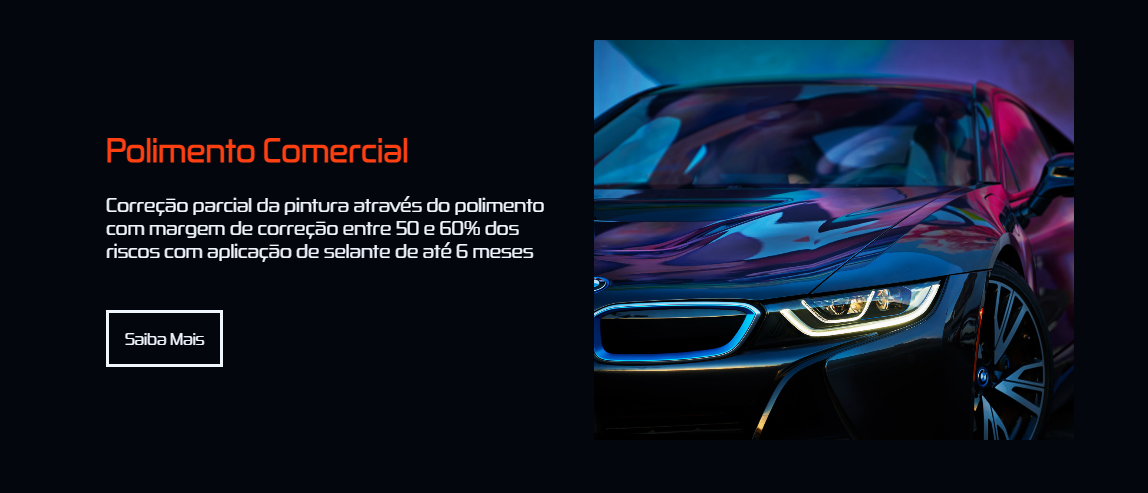 Polimento Comercial
Correção parcial da pintura através do polimento
com margem de correção entre 50 e 60% dos
riscos com aplicação de selante de até 6 meses
Saiba Mais